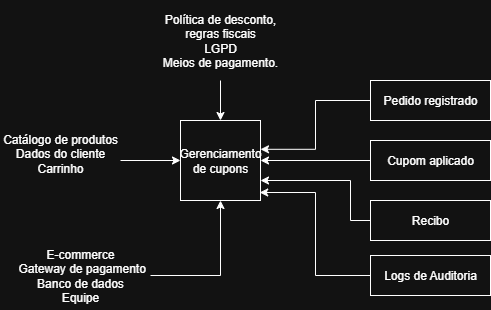 Política de desconto,
regras fiscais
LGPD
Meios de pagamento.
Pedido registrado
Gerenciamento
de cupons
Catálogo de produtos
Dados do cliente
Carrinho
Cupom aplicado
Recibo
E-commerce
Gateway de pagamento
Banco de dados
Equipe
Logs de Auditoria